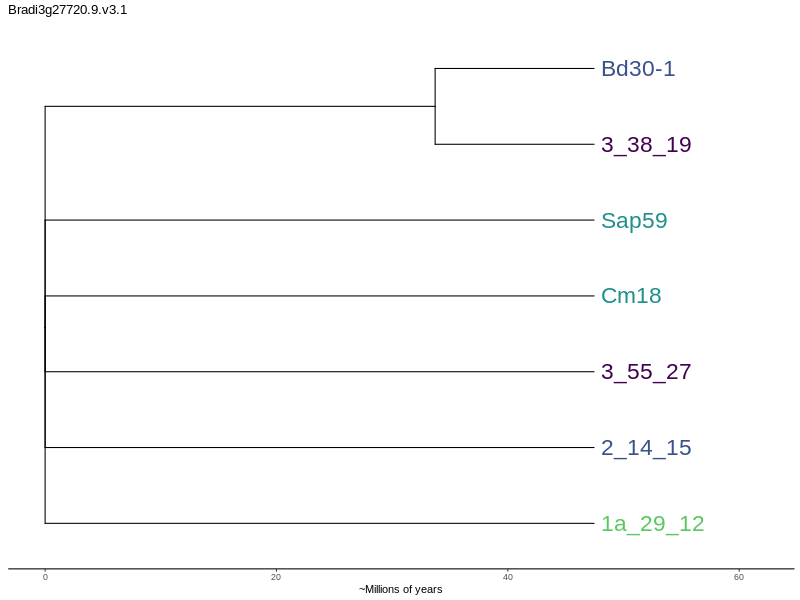 Bradi3g27720.9.v3.1
Bd30-1
3_38_19
Sap59
Cm18
3_55_27
2_14_15
1a_29_12
0 20 40 60
~Millions of years